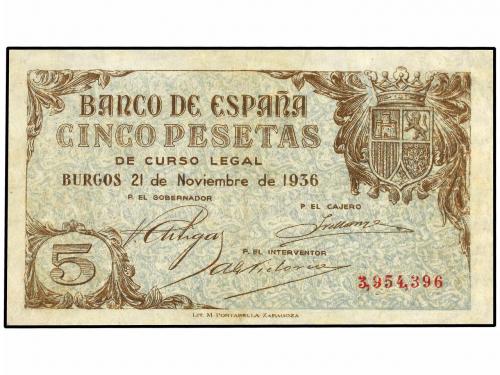 BANCO DE ESPAÑA
CINCO PESETAS
DE CURSO LEGAL
BURGOS 21 de Noviembre de 1936
P. EL GOBERNADOR
P EL CAJERO
P. EL INTERVENTOR
5
3,954,396
LIT. M. PORTABELLA ZARAGOZA